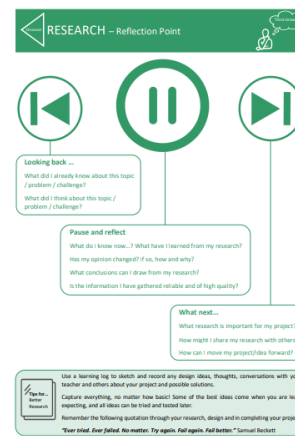 RESEARCH – Reflection Point
Looking back ...
What did I already know about this topic
/ problem / challenge?
What did I think about this topic /
problem / challenge?
Pause and reflect
What do I know now...? What have I learned from my research?
Has my opinion changed? If so, how and why?
What conclusions can I draw from my research?
Is the information I have gathered reliable and of high quality?
What next...
What research is important for my project?
How might I share my research with others
How can I move my project/idea forward?
Tips for...
Better
Research
Use a learning log to sketch and record any design ideas, thoughts, conversations with
teacher and others about your project and possible solutions.
Capture everything, no matter how basic! Some of the best ideas come when you are
expecting, and all ideas can be tried and tested later.
Remember the following quotation through your research, design and in completing your
"Ever tried. Ever failed. No matter. Try again. Fail again. Fail better." Samuel Beckett